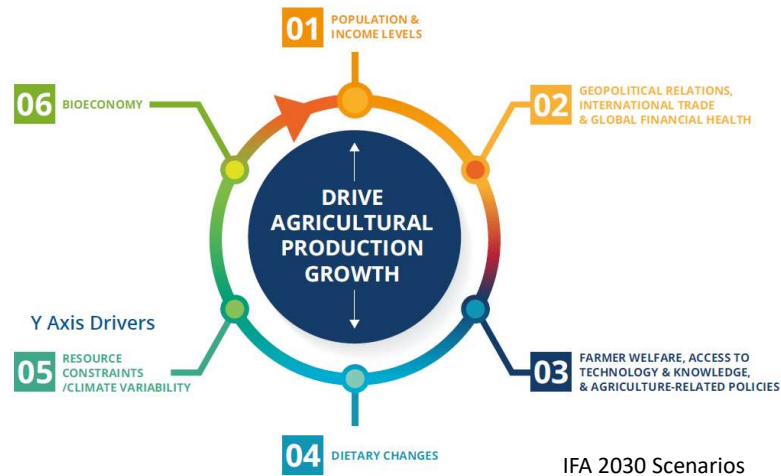 01
POPULATION &
INCOME LEVELS
02
GEOPOLITICAL RELATIONS,
INTERNATIONAL TRADE
& GLOBAL FINANCIAL HEALTH
03
FARMER WELFARE, ACCESS TO
TECHNOLOGY & KNOWLEDGE,
& AGRICULTURE-RELATED POLICIES
04
DIETARY CHANGES
Y Axis Drivers
05
RESOURCE
CONSTRAINTS
/CLIMATE VARIABILITY
06
BIOECONOMY
DRIVE
AGRICULTURAL
PRODUCTION
GROWTH
IFA 2030 Scenarios